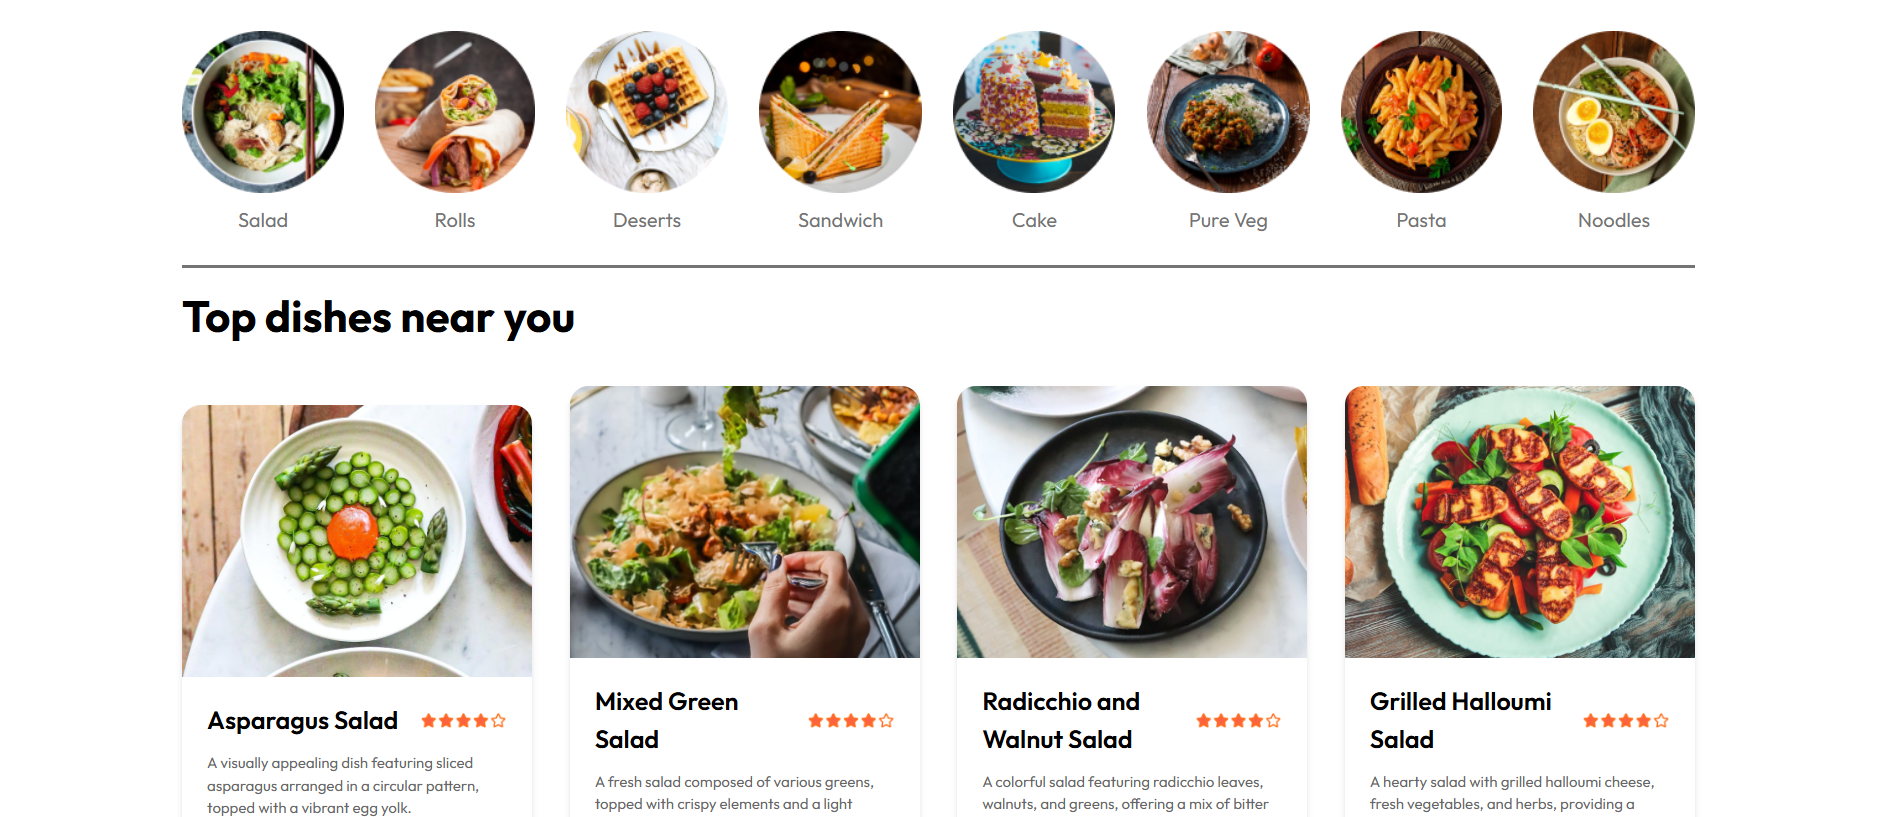 Salad
Rolls
Deserts
Sandwich
Cake
Pure Veg
Pasta
Noodles
Top dishes near you
Asparagus Salad
A visually appealing dish featuring sliced
asparagus arranged in a circular pattern,
topped with a vibrant egg yolk.
Mixed Green
Salad
A fresh salad composed of various greens,
topped with crispy elements and a light
Radicchio and
Walnut Salad
A colorful salad featuring radicchio leaves,
walnuts, and greens, offering a mix of bitter
Grilled Halloumi
Salad
A hearty salad with grilled halloumi cheese,
fresh vegetables, and herbs, providing a